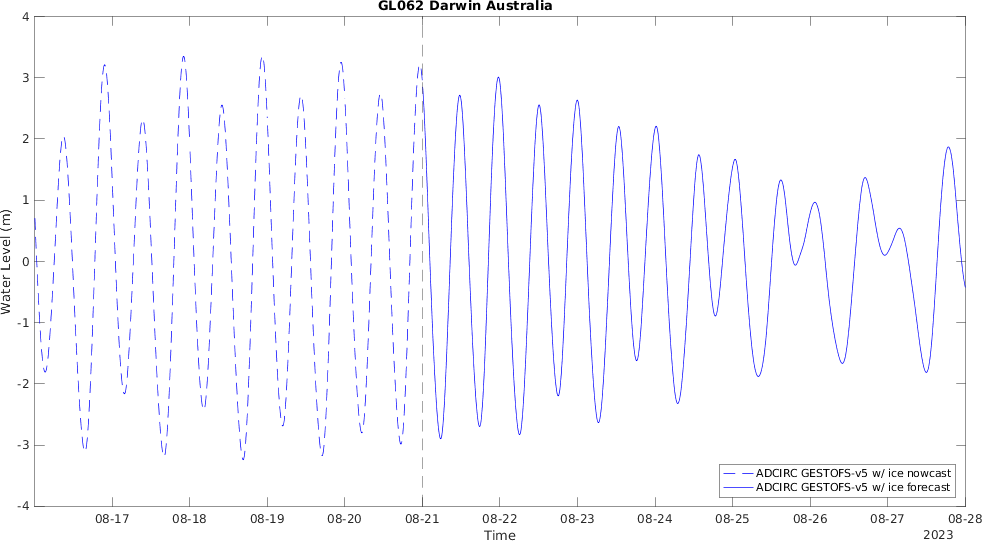 GL062 Darwin Australia
4
3
2
1
0
-1
-2
-3
-4
Water Level (m)
ADCIRC GESTOFS-v5 w/ ice nowcast
ADCIRC GESTOFS-v5 w/ ice forecast
08-17 08-18 08-19 08-20 08-21 08-22 08-23 08-24 08-25 08-26 08-27 08-28
Time
2023